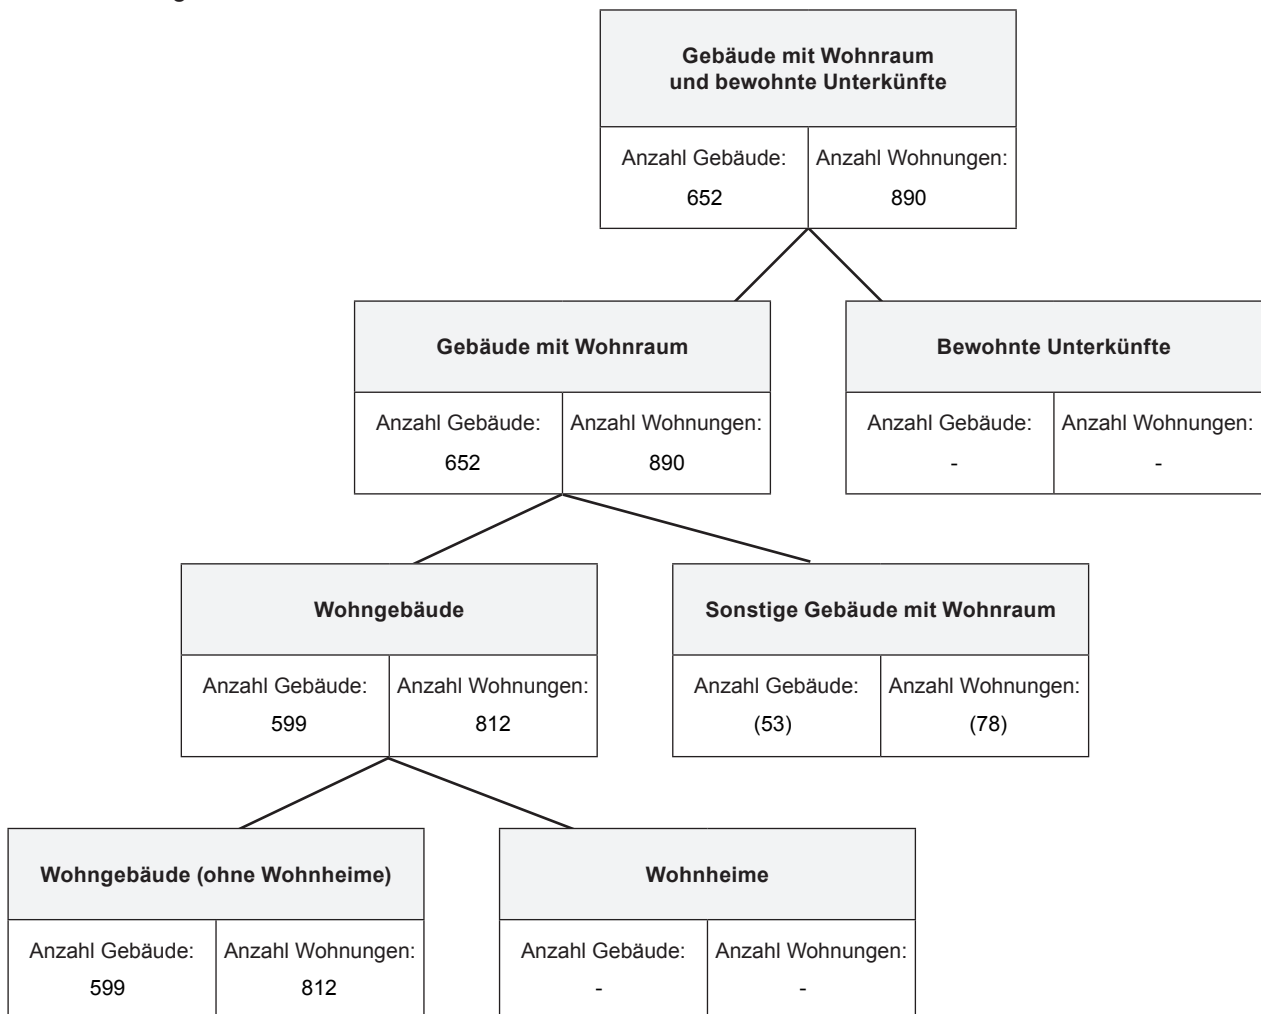 Gebäude mit Wohnraum
und bewohnte Unterkünfte
Anzahl Gebäude: Anzahl Wohnungen:
652 890
Gebäude mit Wohnraum
Anzahl Gebäude: Anzahl Wohnungen:
652 890
Bewohnte Unterkünfte
Anzahl Gebäude: Anzahl Wohnungen:
- -
Wohngebäude
Anzahl Gebäude: Anzahl Wohnungen:
599 812
Sonstige Gebäude mit Wohnraum
Anzahl Gebäude: Anzahl Wohnungen:
(53) (78)
Wohngebäude (ohne Wohnheime)
Anzahl Gebäude: Anzahl Wohnungen:
599 812
Wohnheime
Anzahl Gebäude: Anzahl Wohnungen:
- -